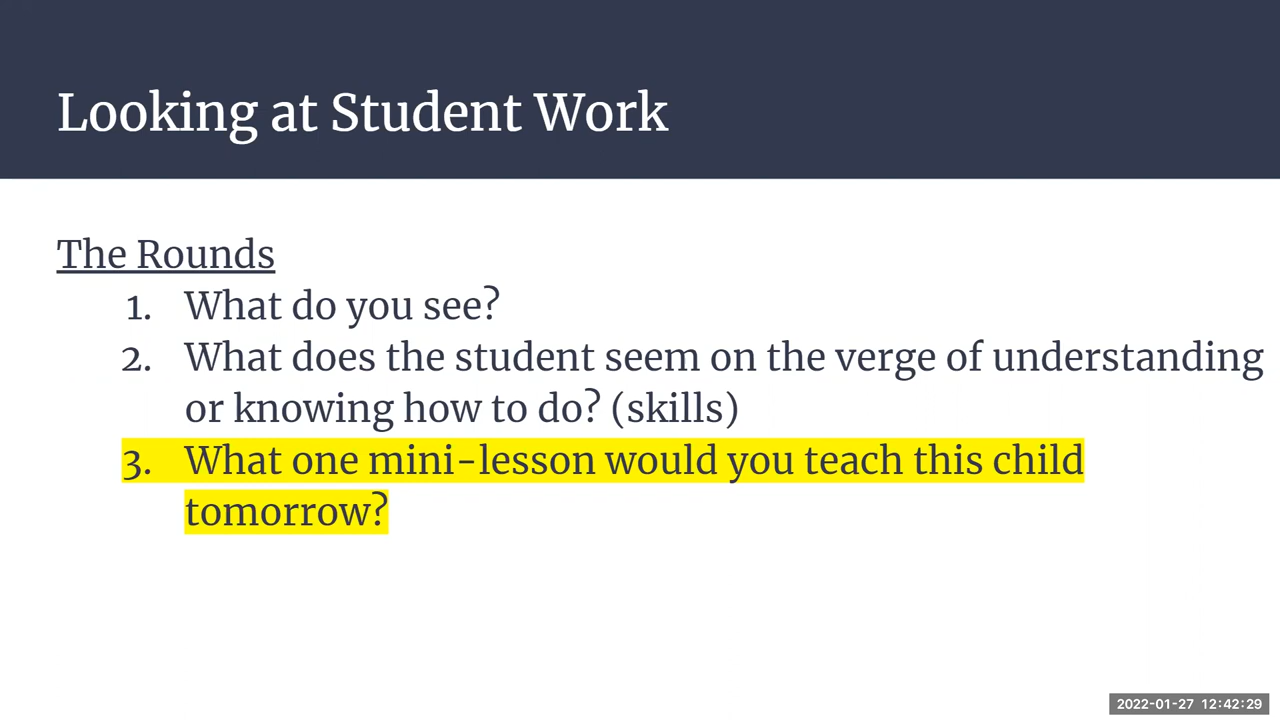 Looking at Student Work
The Rounds
1. What do you see?
2. What does the student seem on the verge of understanding
or knowing how to do? (skills)
3. What one mini-lesson would you teach this child
tomorrow?
2022-01-27 12:42:29